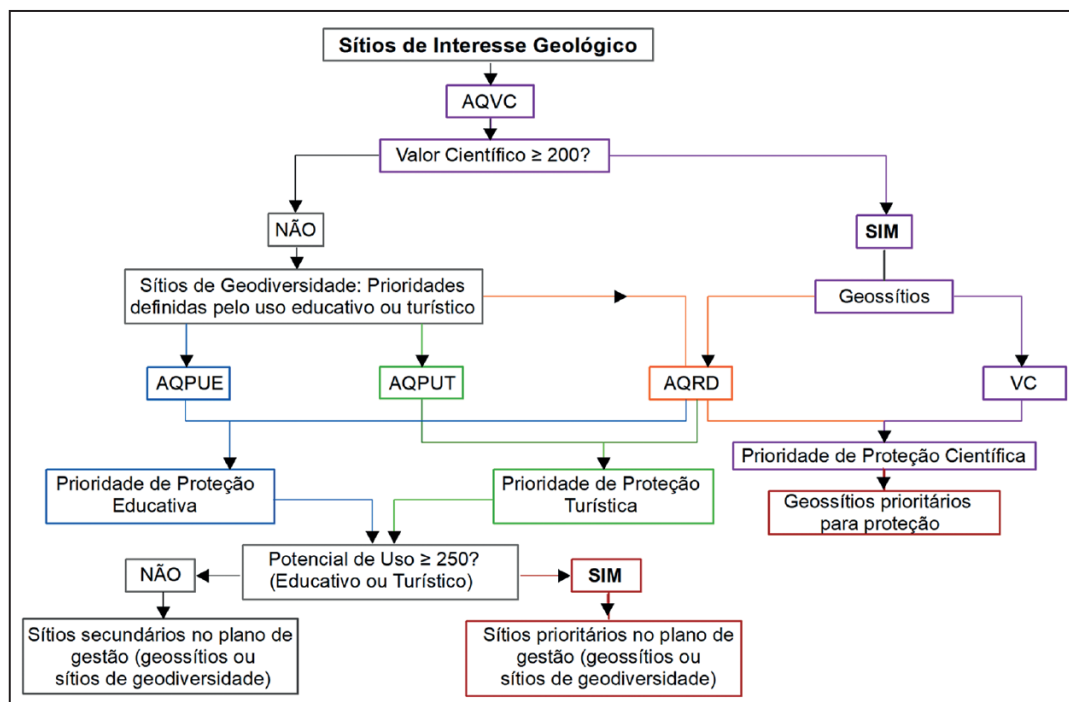 Sítios de Interesse Geológico
AQVC
Valor Científico ≥ 200?
NÃO
SIM
Sítios de Geodiversidade: Prioridades
definidas pelo uso educativo ou turístico
Geossítios
AQPUE
AQPUT
AQRD
VC
Prioridade de Proteção Científica
Prioridade de Proteção
Educativa
Prioridade de Proteção
Turística
Geossítios prioritários
para proteção
Potencial de Uso ≥ 250?
(Educativo ou Turístico)
NÃO
SIM
Sítios secundários no plano de
gestão (geossítios ou
sítios de geodiversidade)
Sítios prioritários no plano de
gestão (geossítios ou
sítios de geodiversidade)